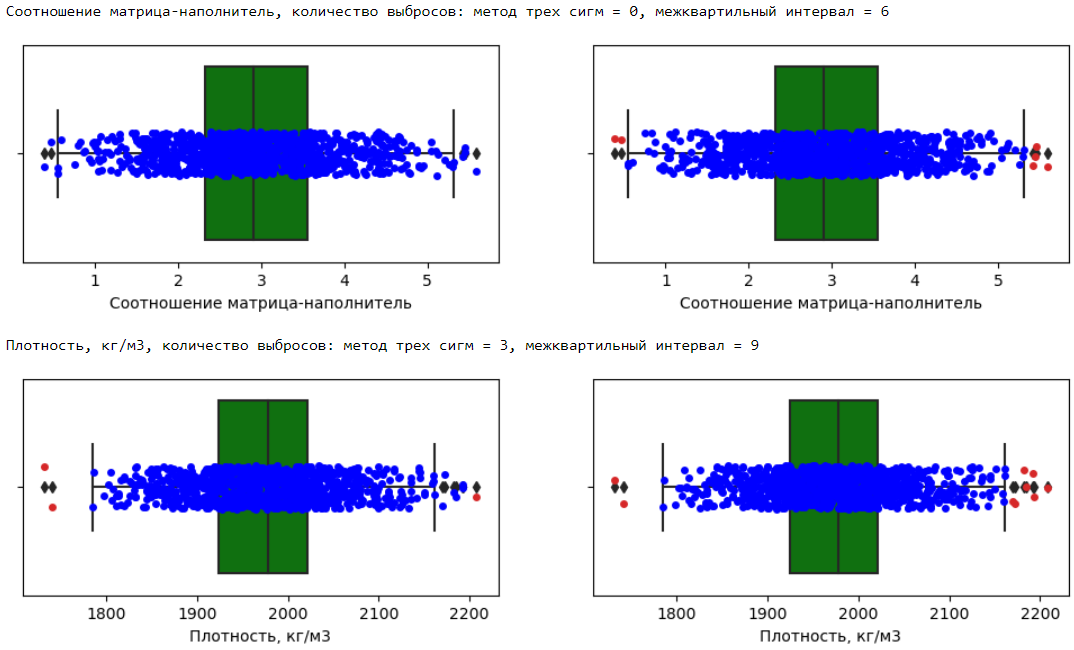 Соотношение матрица-наполнитель, количество выбросов: метод трех сигм = 0, межквартильный интервал = 6
1 2 3 4 5 1 2 3 4 5
Соотношение матрица-наполнитель Соотношение матрица-наполнитель
Плотность, кг/м3, количество выбросов: метод трех сигм = 3, межквартильный интервал = 9
1800 1900 2000 2100 2200 1800 1900 2000 2100 2200
Плотность, кг/м3 Плотность, кг/м3